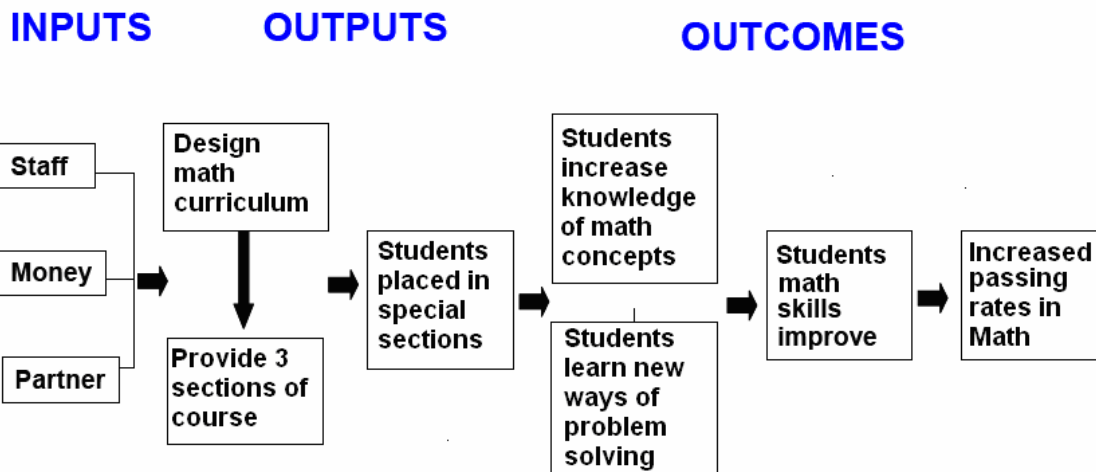 INPUTS
OUTPUTS
OUTCOMES
Staff
Money
Partner
Design
math
curriculum
Provide 3
sections of
course
Students
placed in
special
sections
Students
increase
knowledge
of math
concepts
Students
learn new
ways of
problem
solving
Students
math
skills
improve
Increased
passing
rates in
Math